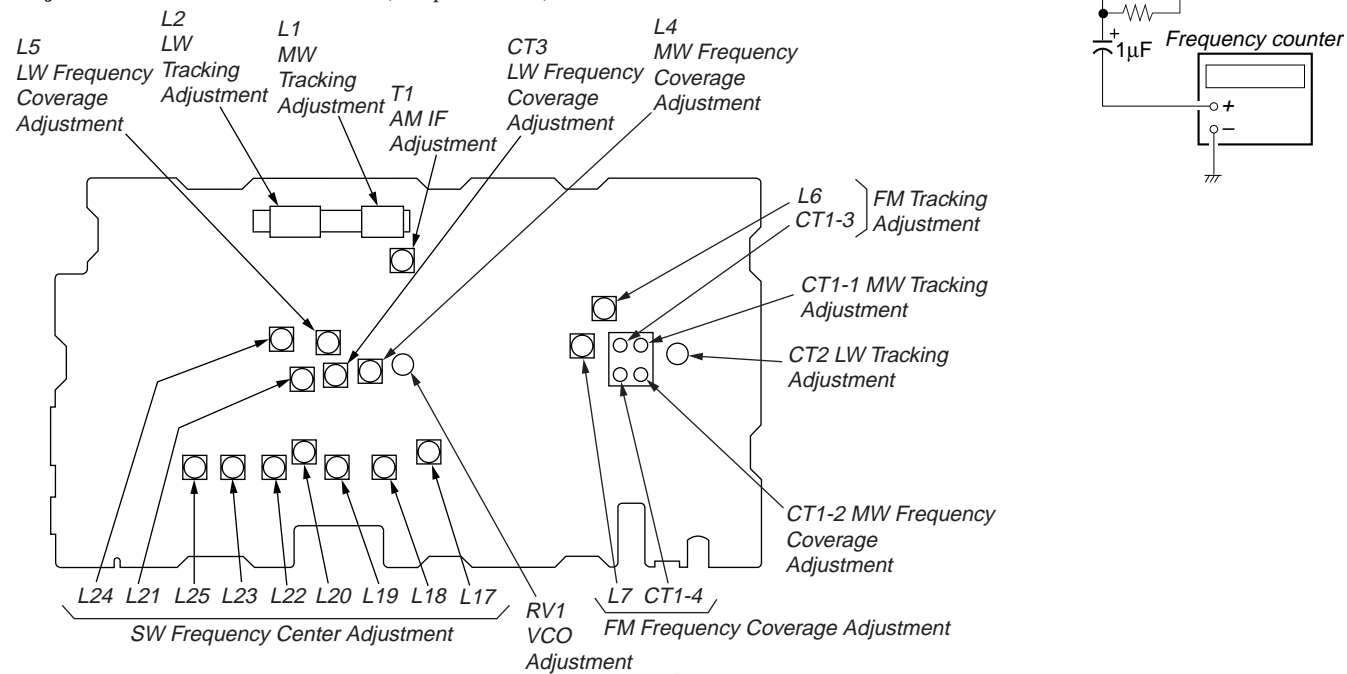 L5
LW Frequency
Coverage
Adjustment
L2
LW
Tracking
Adjustment
L1
MW
Tracking
Adjustment
T1
AM IF
Adjustment
CT3
LW Frequency
Coverage
Adjustment
L4
MW Frequency
Coverage
Adjustment
+
1µF
Frequency counter
+
–
L6
CT1-3
FM Tracking
Adjustment
CT1-1 MW Tracking
Adjustment
CT2 LW Tracking
Adjustment
CT1-2 MW Frequency
Coverage
Adjustment
L24 L21 L25 L23 L22 L20 L19 L18 L17
SW Frequency Center Adjustment
RV1
VCO
Adjustment
L7 CT1-4
FM Frequency Coverage Adjustment